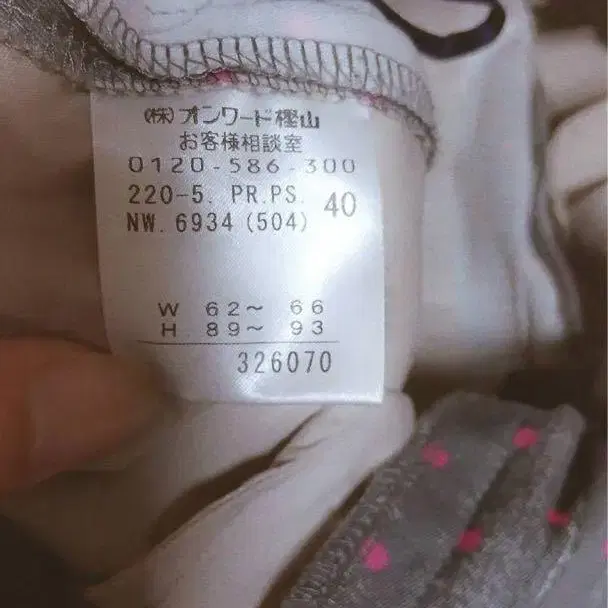 (株)オンワード樫山
お客様相談室
0120-586-300
220-5. PR.PS. 40
NW. 6934 (504)
W 62～ 66
H 89～ 93
326070